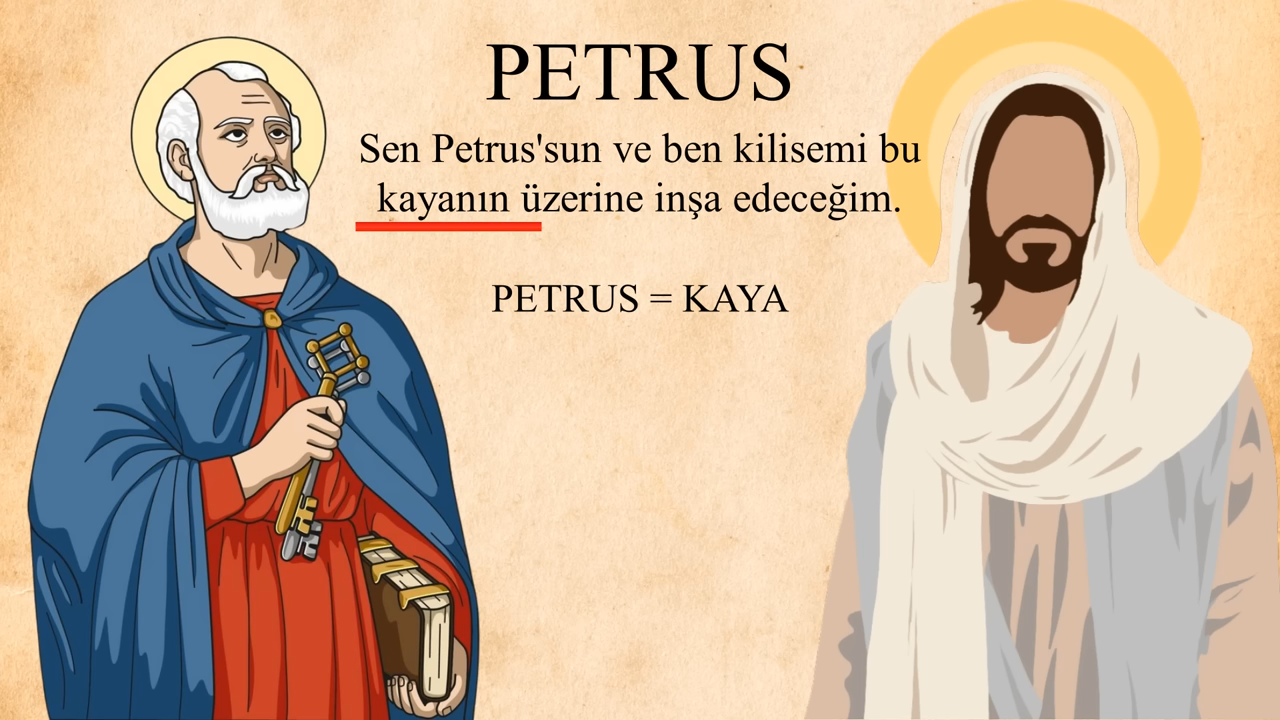 PETRUS
Sen Petrus'sun ve ben kilisemi bu
kayanın üzerine inşa edeceğim.
PETRUS = KAYA